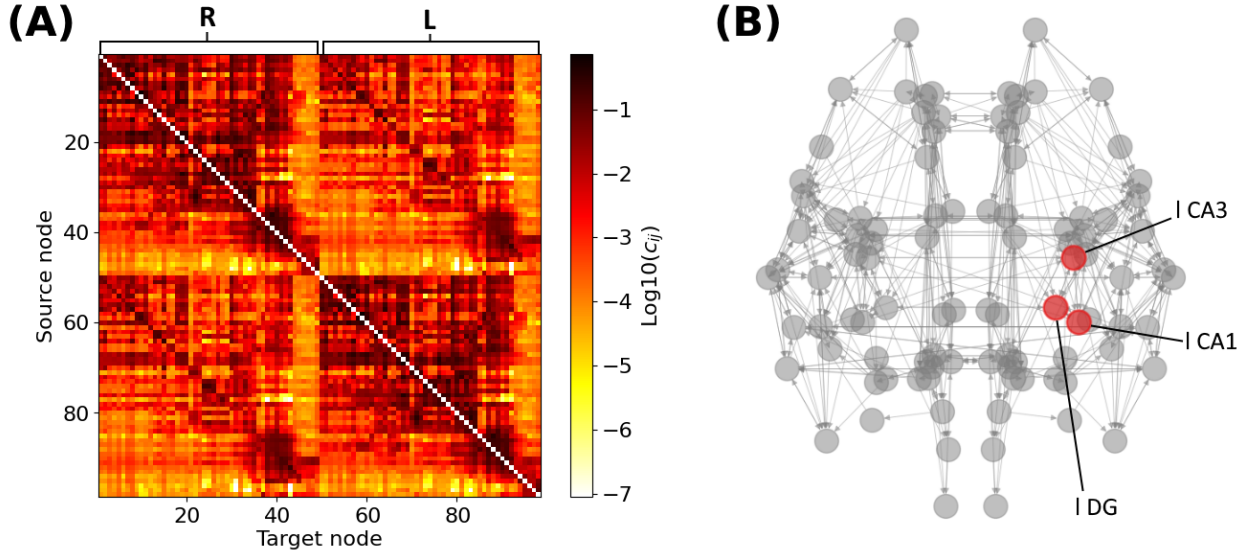 (A)
R
L
20
40
60
80
Source node
20
40
60
80
Target node
−1
−2
−3
−4
−5
−6
−7
Log10(cij)
(B)
l CA3
l CA1
l DG